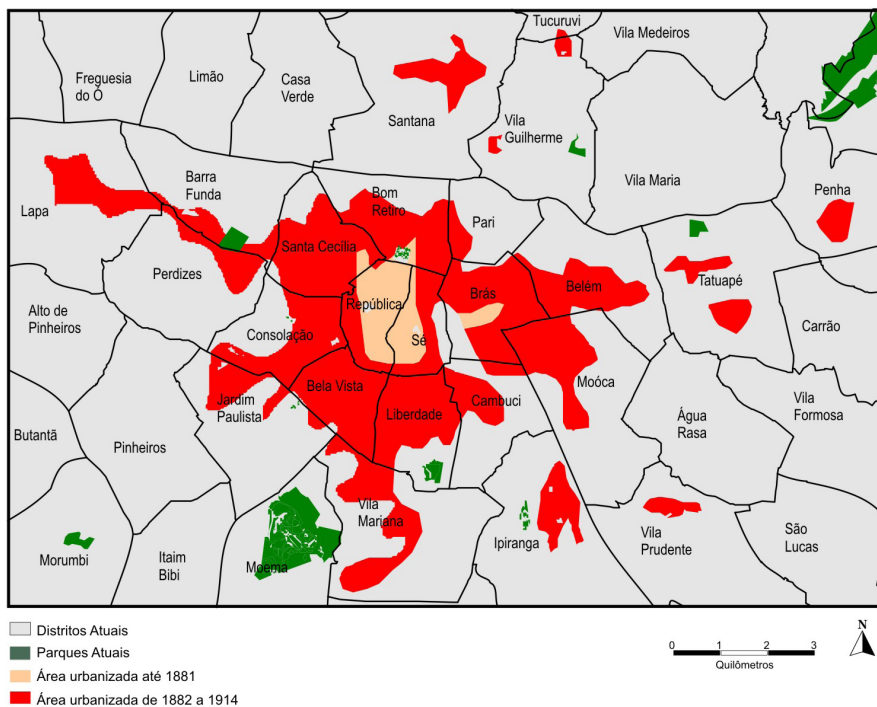 Tucuruvi
Vila Medeiros
Freguesia
do Ó
Limão
Casa
Verde
Santana
Vila
Guilherme
Vila Maria
Penha
Lapa
Barra
Funda
Bom
Retiro
Pari
Santa Cecília
Perdizes
República
Brás
Belém
Tatuapé
Alto de
Pinheiros
Consolação
Sé
Carrão
Bela Vista
Moóca
Jardim
Paulista
Liberdade
Cambuci
Água
Rasa
Vila
Formosa
Butantã
Pinheiros
Vila
Mariana
Ipiranga
Vila
Prudente
São
Lucas
Morumbi
Itaim
Bibi
Moema
Distritos Atuais
Parques Atuais
Área urbanizada até 1881
Área urbanizada de 1882 a 1914
0 1 2 3
Quilômetros
N